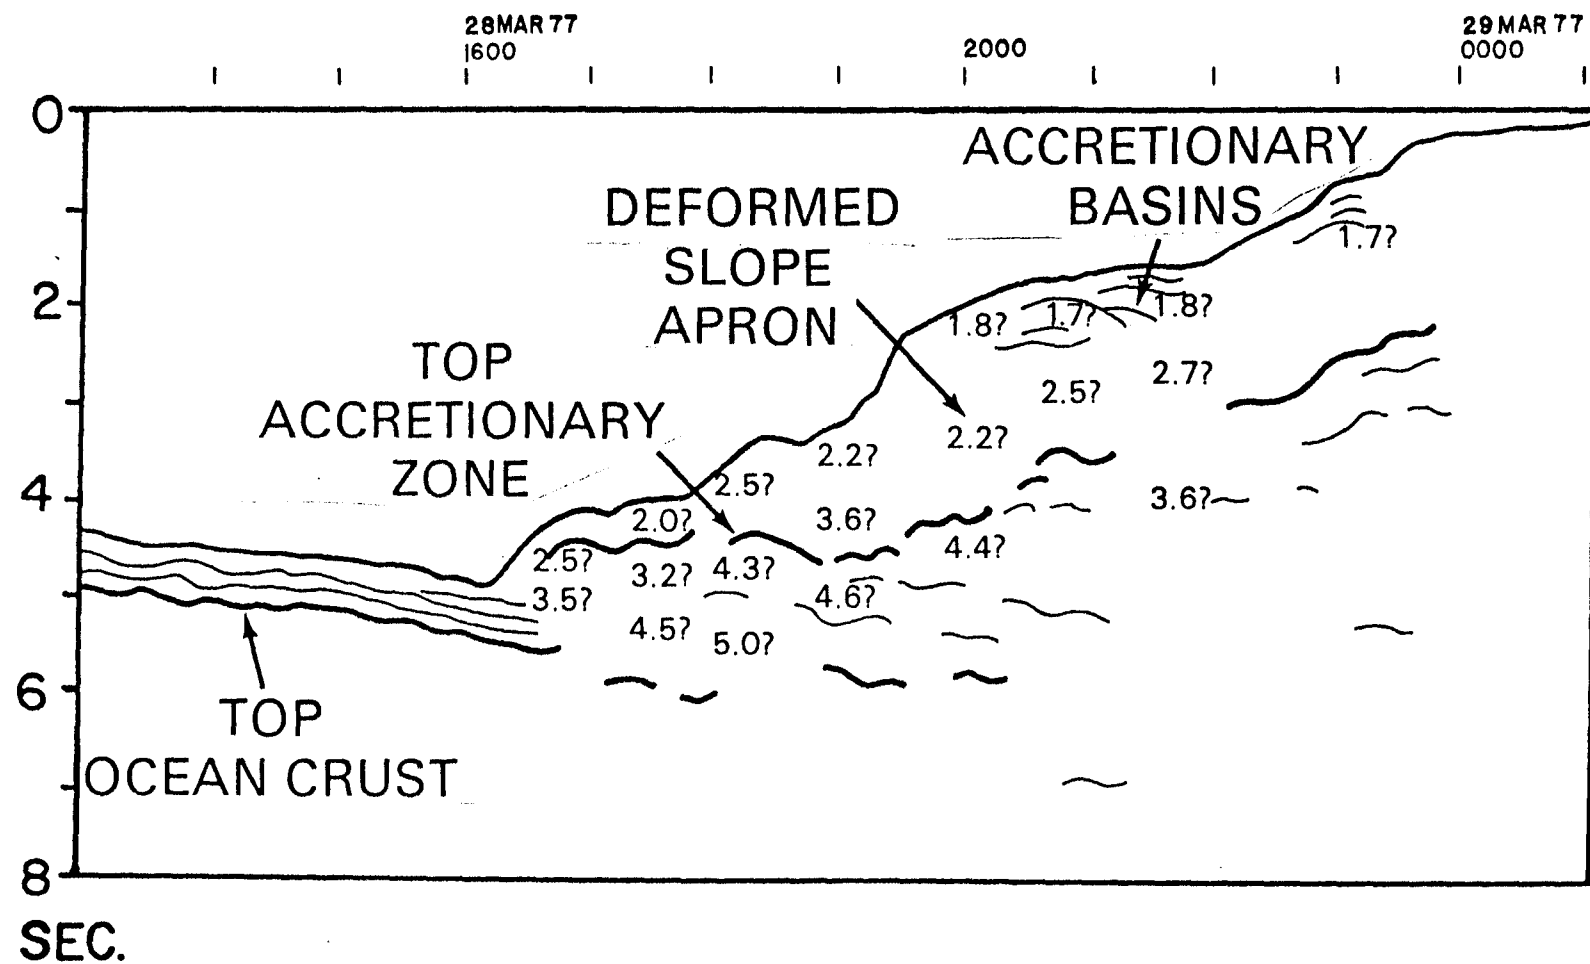 28MAR77
1600
2000
29MAR77
0000
0
ACCRETIONARY
BASINS
DEFORMED
SLOPE
APRON
1.7?
2
1.8?
1.7?
1.8?
TOP
ACCRETIONARY
ZONE
2.5?
2.7?
2.2?
2.2?
4
2.5?
2.0?
3.6?
3.6?
2.5?
3.2?
4.3?
4.4?
3.5?
4.6?
4.5?
5.0?
6
TOP
OCEAN CRUST
8
SEC.